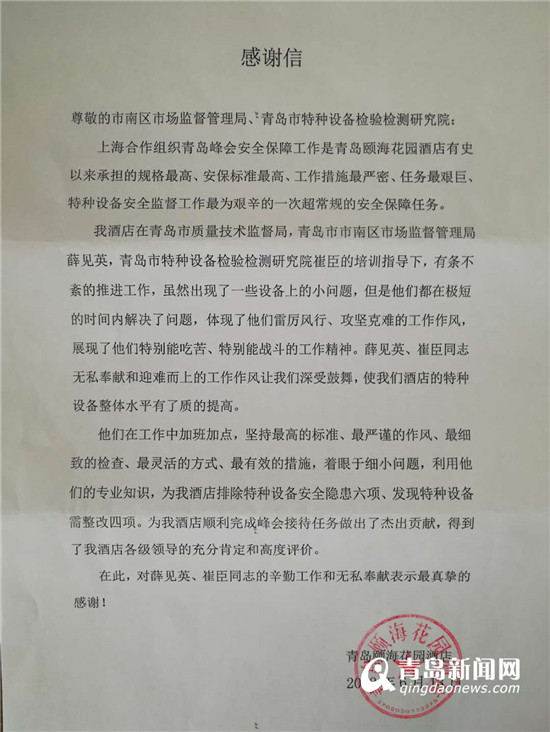 感谢信
尊敬的市南区市场监督管理局、青岛市特种设备检验检测研究院：
上海合作组织青岛峰会安全保障工作是青岛颐海花园酒店有史
以来承担的规格最高、安保标准最高、工作措施最严密、任务最艰巨、
特种设备安全监督工作最为艰辛的一次超常规的安全保障任务。
我酒店在青岛市质量技术监督局，青岛市市南区市场监督管理局
薛见英，青岛市特种设备检验检测研究院崔臣的培训指导下，有条不
紊的推进工作，虽然出现了一些设备上的小问题，但是他们都在极短
的时间内解决了问题，体现了他们雷厉风行、攻坚克难的工作作风，
展现了他们特别能吃苦、特别能战斗的工作精神。薛见英、崔臣同志
无私奉献和迎难而上的工作作风让我们深受鼓舞，使我们酒店的特种
设备整体水平有了质的提高。
他们在工作中加班加点，坚持最高的标准、最严谨的作风、最细
致的检查、最灵活的方式、最有效的措施，着眼于细小问题，利用他
们的专业知识，为我酒店排除特种设备安全隐患六项、发现特种设备
需整改四项。为我酒店顺利完成峰会接待任务做出了杰出贡献，得到
了我酒店各级领导的充分肯定和高度评价。
在此，对薛见英、崔臣同志的辛勤工作和无私奉献表示最真挚的
感谢！
青岛颐海花园酒店
年6月
颐海花园
青岛新闻网
qingdaonews.com